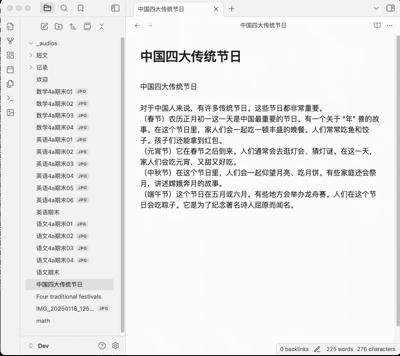 中国四大传统节日
中国四大传统节日
_audios
短文
记录
欢迎
数学4a期末01 JPG
数学4a期末02 JPG
数学4a期末03 JPG
数学4a期末04 JPG
英语4a期末01 JPG
英语4a期末02 JPG
英语4a期末03 JPG
英语4a期末04 JPG
英语4a期末05 JPG
英语4a期末06 JPG
英语期末
语文4a期末01 JPG
语文4a期末02 JPG
语文4a期末03 JPG
语文4a期末04 JPG
语文期末
中国四大传统节日
Four traditional festivals
IMG_20250118_125... JPG
math
Dev
中国四大传统节日
中国四大传统节日
对于中国人来说，有许多传统节日。这些节日都非常重要。
（春节）农历正月初一这一天是中国最重要的节日。有一个关于 “年” 兽的故
事。在这个节日里，家人们会一起吃一顿丰盛的晚餐。人们常常吃鱼和饺
子。孩子们还能拿到红包。
（元宵节）它在春节之后到来。人们通常会去逛灯会、猜灯谜。在这一天，
家人们会吃元宵，又甜又好吃。
（中秋节）在这个节日里，人们会一起仰望月亮、吃月饼。有些家庭还会祭
月，讲述嫦娥奔月的故事。
（端午节）这个节日在五月或六月。有些地方会举办龙舟赛。人们在这个节
日会吃粽子。它是为了纪念著名诗人屈原而闻名。
0 backlinks 225 words 276 characters